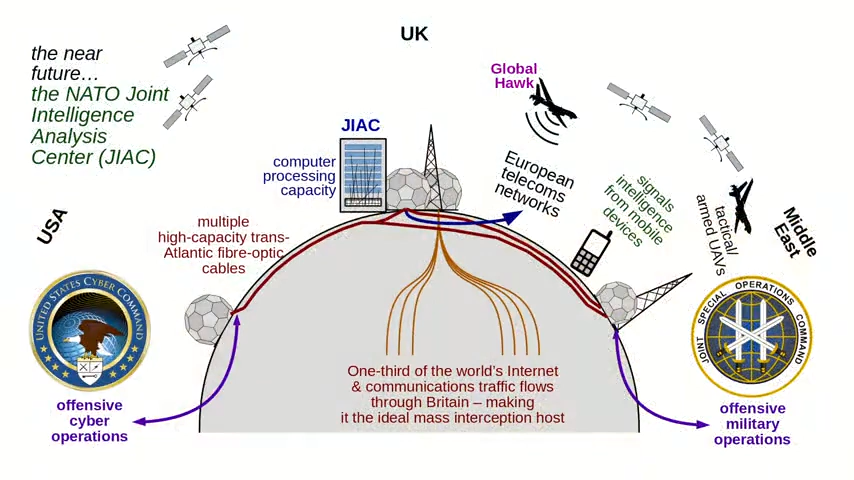 UK
the near
future…
the NATO Joint
Intelligence
Analysis
Center (JIAC)
Global
Hawk
JIAC
computer
processing
capacity
European
telecoms
networks
signals
intelligence
from mobile
devices
tactical/
armed UAVs
Middle
East
USA
multiple
high-capacity trans-
Atlantic fibre-optic
cables
UNITED STATES CYBER COMMAND
JOINT SPECIAL OPERATIONS COMMAND
One-third of the world's Internet
& communications traffic flows
through Britain – making
it the ideal mass interception host
offensive
cyber
operations
offensive
military
operations